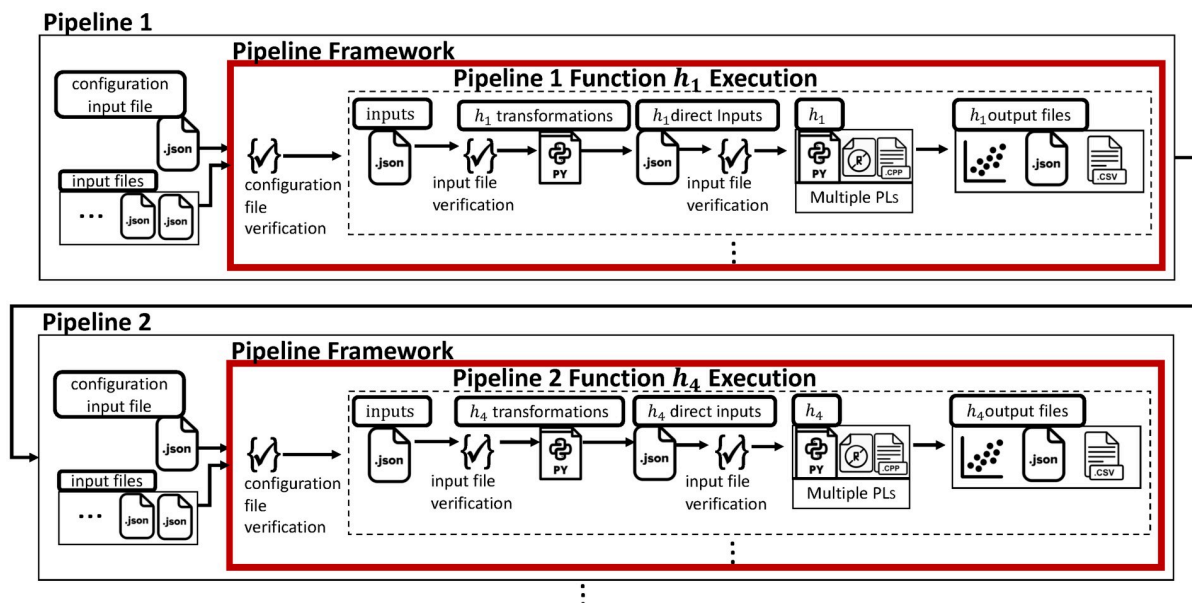 Pipeline 1
Pipeline Framework
Pipeline 1 Function h₁ Execution
configuration
input file
.json
input files
...
.json
.json
configuration
file
verification
inputs
.json
input file
verification
h₁ transformations
PY
h₁ direct Inputs
.json
input file
verification
h₁
PY
R
.CPP
Multiple PLs
h₁ output files
.json
.CSV
Pipeline 2
Pipeline Framework
Pipeline 2 Function h₄ Execution
configuration
input file
.json
input files
...
.json
.json
configuration
file
verification
inputs
.json
input file
verification
h₄ transformations
PY
h₄ direct inputs
.json
input file
verification
h₄
PY
R
.CPP
Multiple PLs
h₄ output files
.json
.CSV